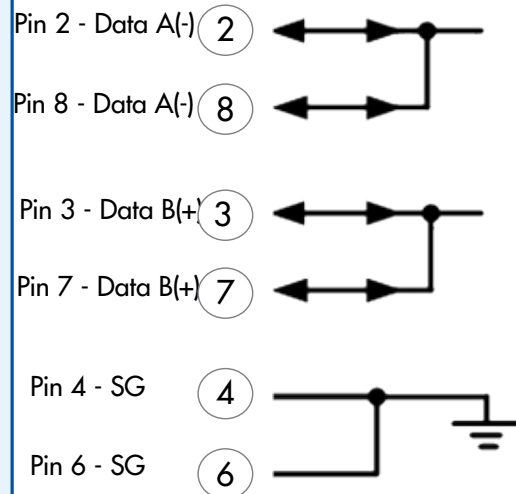 Pin 2 - Data A(-) 2
Pin 8 - Data A(-) 8
Pin 3 - Data B(+) 3
Pin 7 - Data B(+) 7
Pin 4 - SG 4
Pin 6 - SG 6